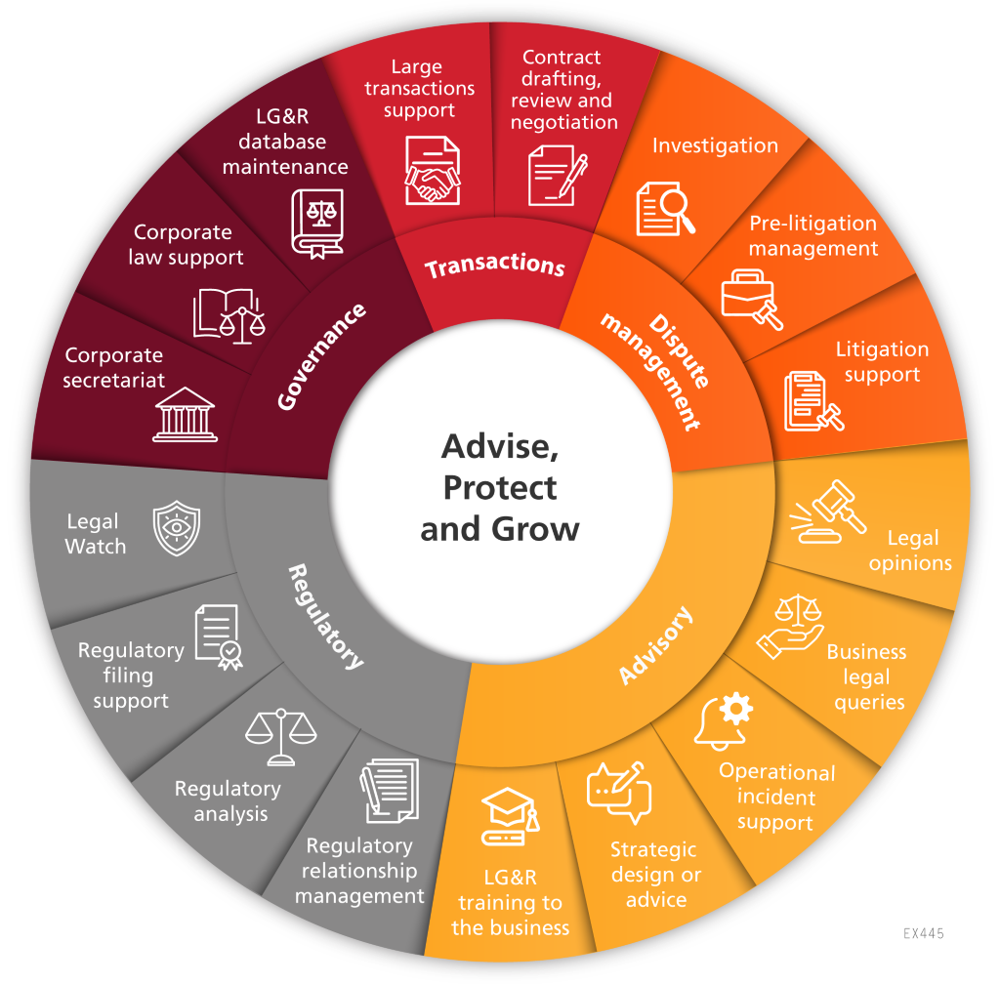 Large
transactions
support
Contract
drafting,
review and
negotiation
Investigation
Pre-litigation
management
Litigation
support
Legal
opinions
Business
legal
queries
Operational
incident
support
Strategic
design or
advice
LG&R
training to
the business
Regulatory
relationship
management
Regulatory
analysis
Regulatory
filing
support
Legal
Watch
Corporate
secretariat
Corporate
law support
LG&R
database
maintenance
Transactions
Dispute
management
Advisory
Regulatory
Governance
Advise,
Protect
and Grow
EX445